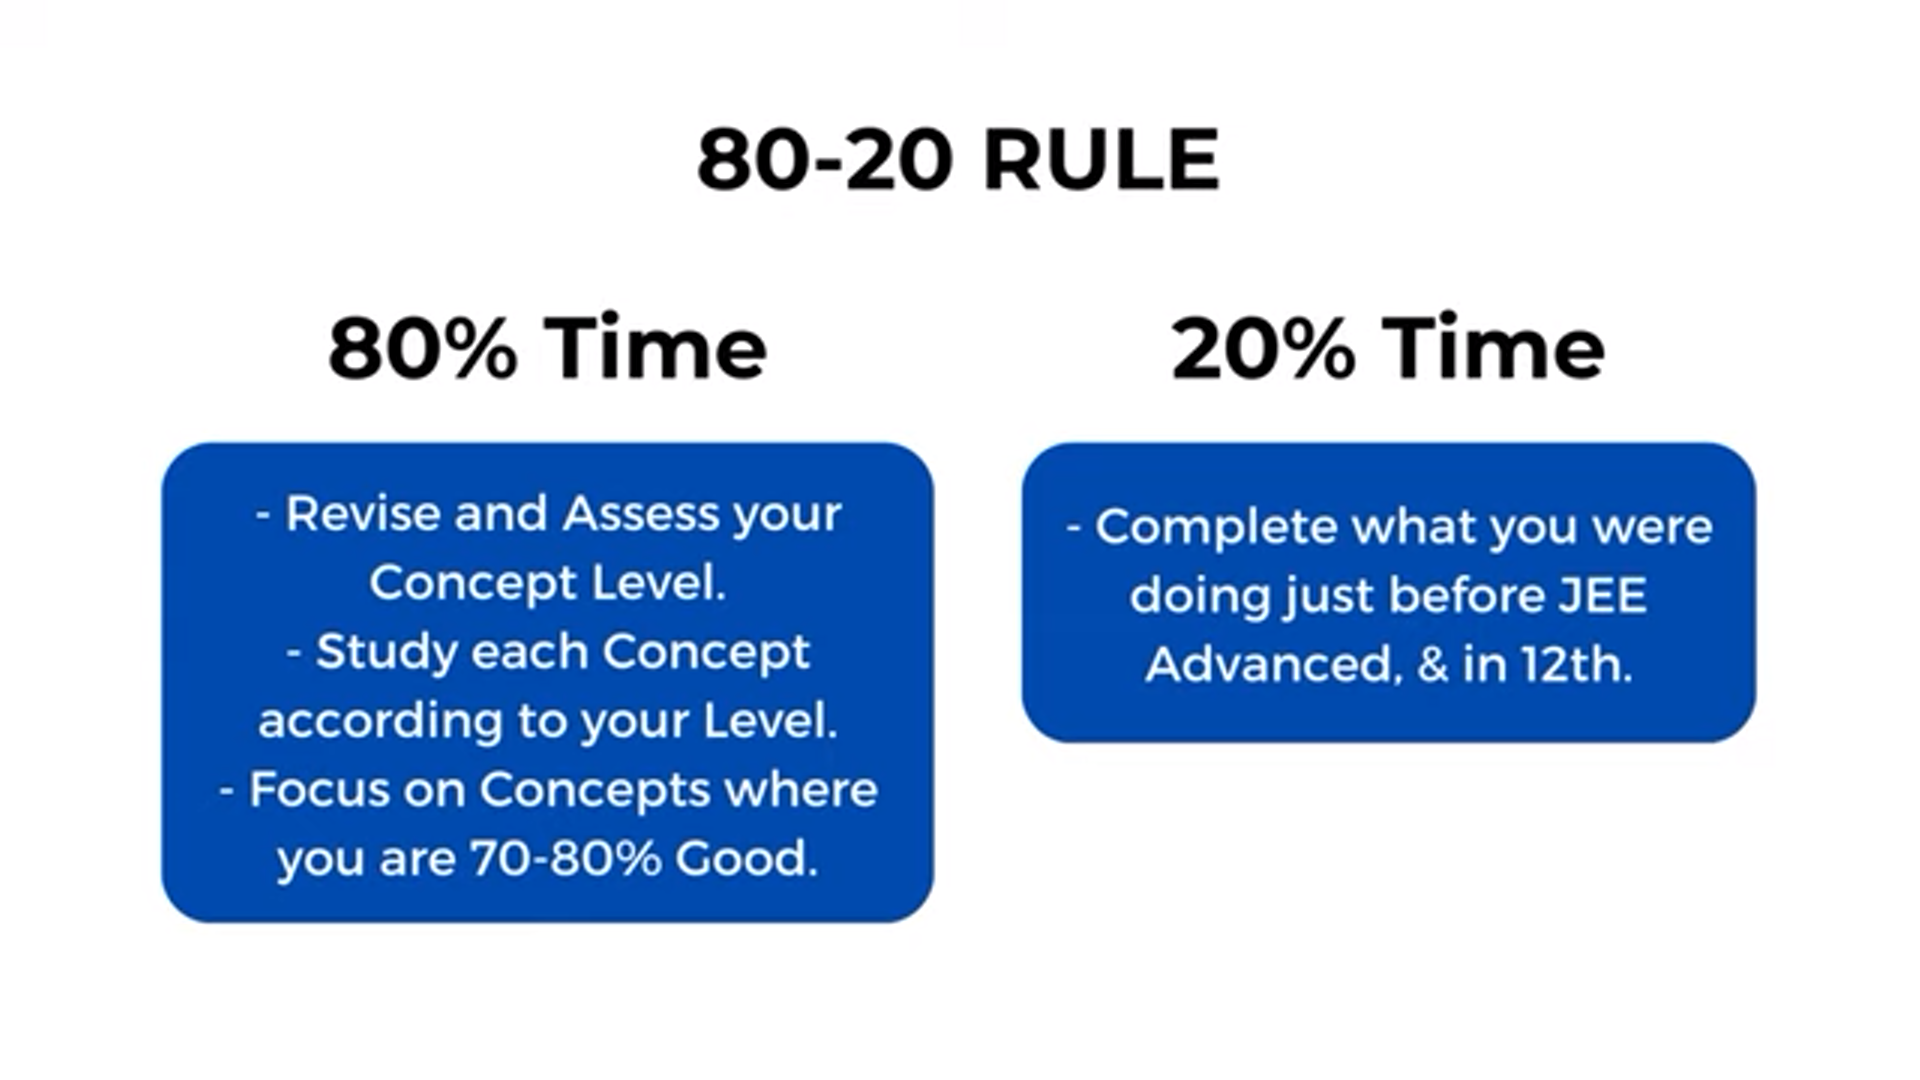 80-20 RULE
80% Time
- Revise and Assess your
Concept Level.
- Study each Concept
according to your Level.
- Focus on Concepts where
you are 70-80% Good.
20% Time
- Complete what you were
doing just before JEE
Advanced, & in 12th.